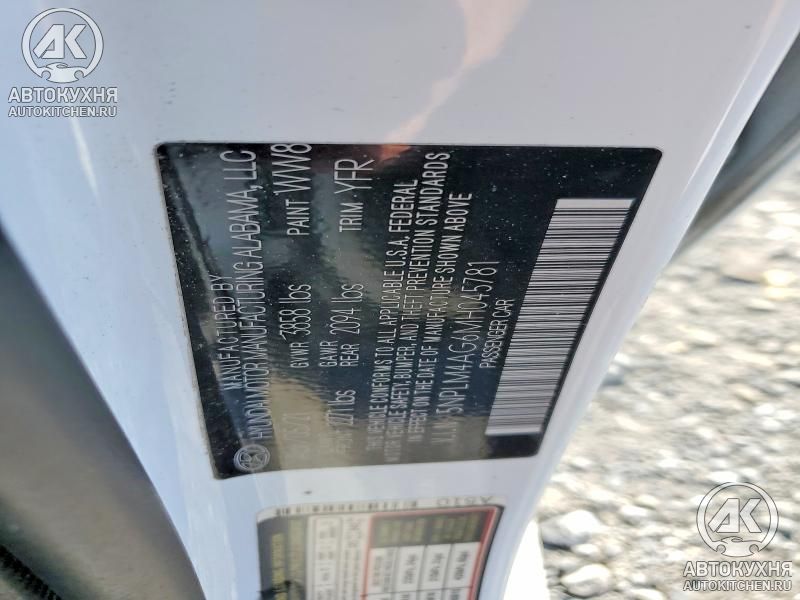 MANUFACTURED BY
HYUNDAI MOTOR MANUFACTURING ALABAMA, LLC
GVWR 3858 lbs PAINT WW8
GAWR
REAR 2094 lbs TRIM YFR
THIS VEHICLE CONFORMS TO ALL APPLICABLE U.S.A. FEDERAL
MOTOR VEHICLE SAFETY, BUMPER, AND THEFT PREVENTION STANDARDS
IN EFFECT ON THE DATE OF MANUFACTURE SHOWN ABOVE
5NPLM4AG6MH045781
PASSENGER CAR
AK
АВТОКУХНЯ
AUTOKITCHEN.RU
AK
АВТОКУХНЯ
AUTOKITCHEN.RU